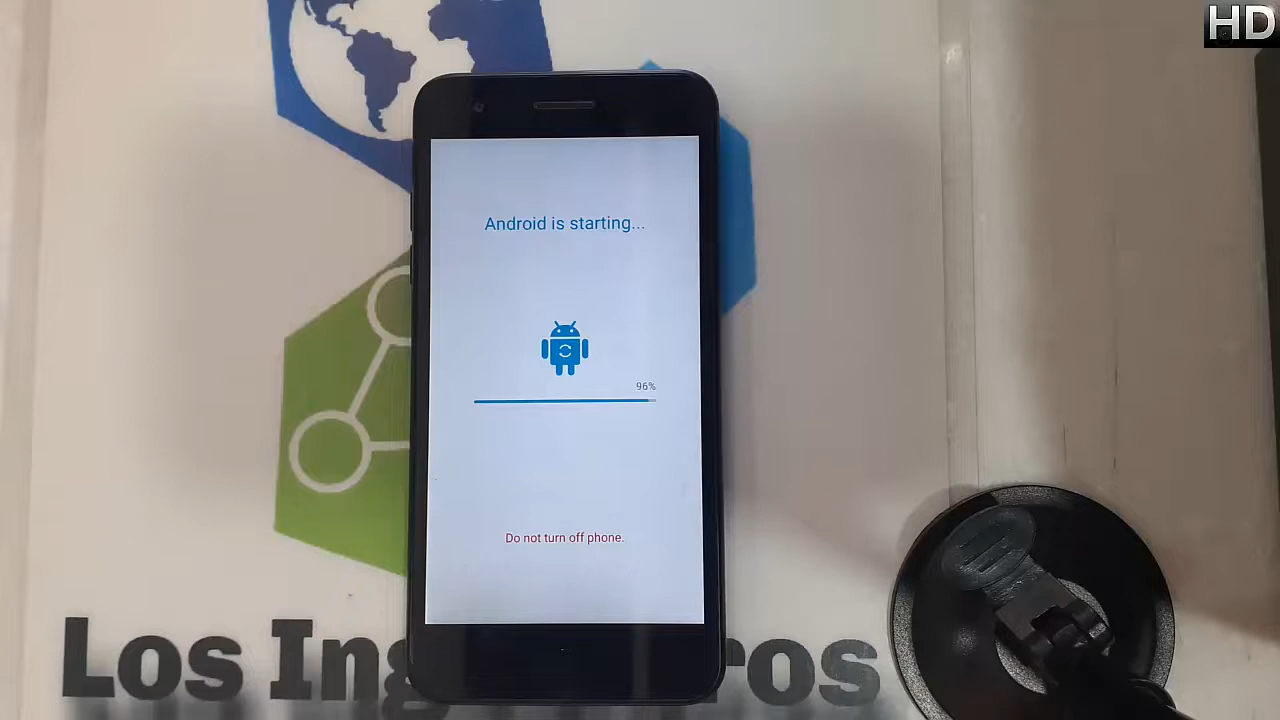 HD
Android is starting...
96%
Do not turn off phone.
Los Ing ros